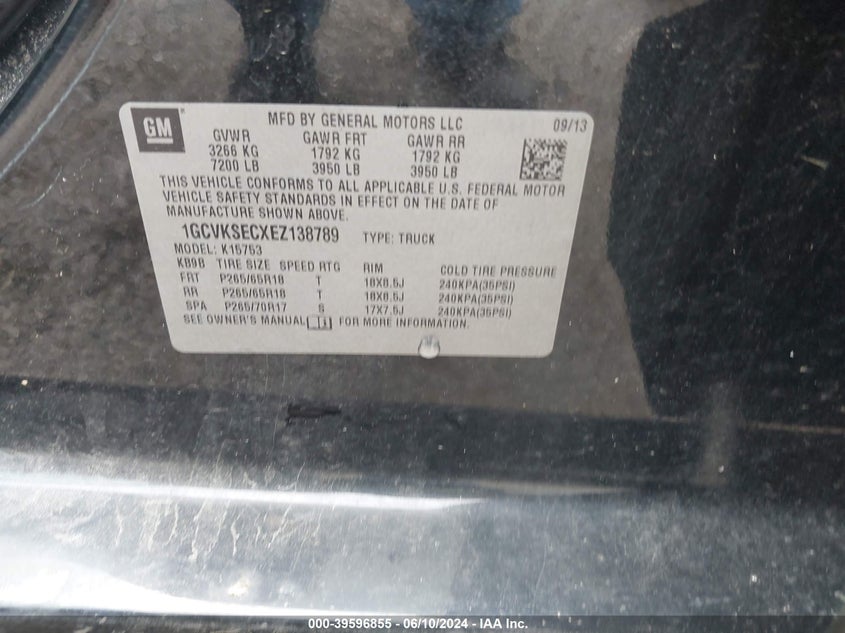 GM
MFD BY GENERAL MOTORS LLC 09/13
GVWR GAWR FRT GAWR RR
3266 KG 1792 KG 1792 KG
7200 LB 3950 LB 3950 LB
THIS VEHICLE CONFORMS TO ALL APPLICABLE U.S. FEDERAL MOTOR
VEHICLE SAFETY STANDARDS IN EFFECT ON THE DATE OF
MANUFACTURE SHOWN ABOVE.
1GCVKSECXEZ138789 TYPE: TRUCK
MODEL: K15753
KB9B TIRE SIZE SPEED RTG RIM COLD TIRE PRESSURE
FRT P265/65R18 T 18X8.5J 240KPA(35PSI)
RR P265/65R18 T 18X8.5J 240KPA(35PSI)
SPA P265/70R17 S 17X7.5J 240KPA(35PSI)
SEE OWNER'S MANUAL FOR MORE INFORMATION.
000-39596855 - 06/10/2024 - IAA Inc.